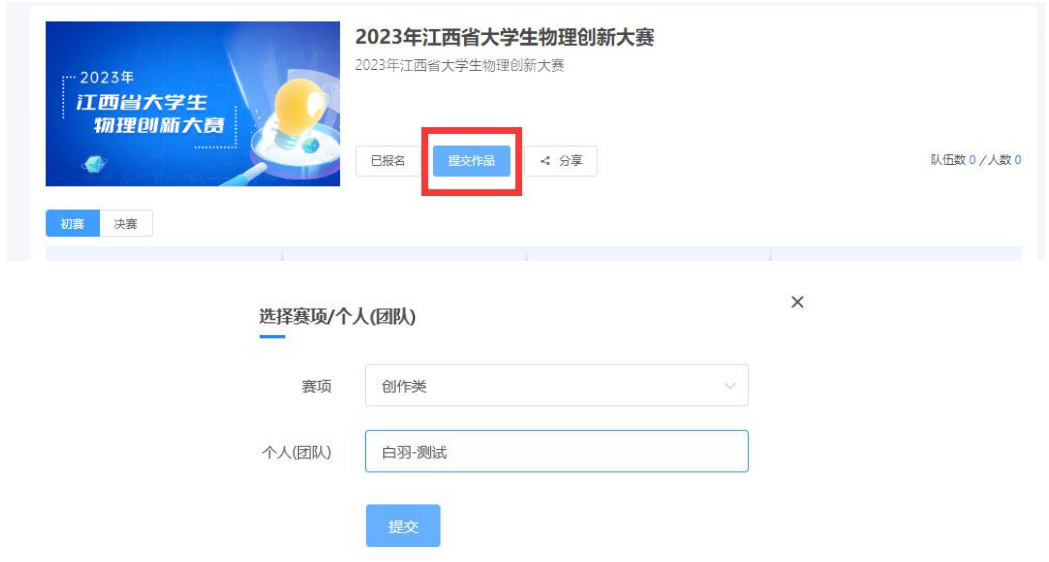 2023年江西省大学生物理创新大赛
2023年江西省大学生物理创新大赛
2023年
江西省大学生
物理创新大赛
已报名 提交作品 分享 队伍数 0 / 人数 0
初赛 决赛
选择赛项/个人(团队)
赛项 创作类
个人(团队) 白羽-测试
提交